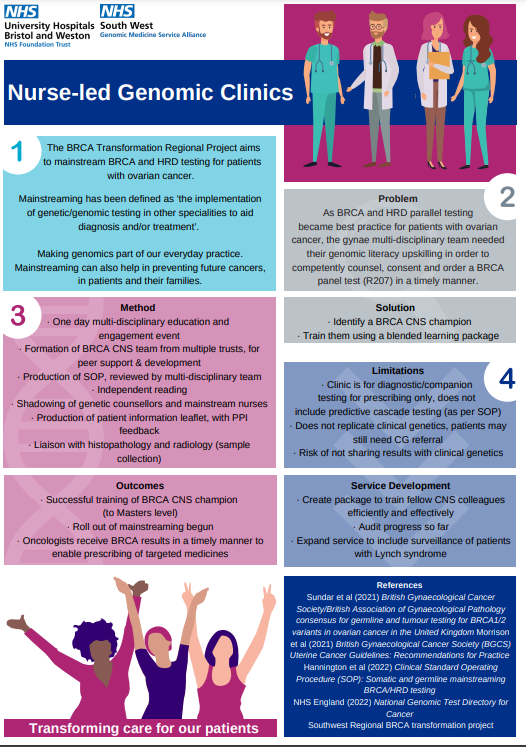 NHS
University Hospitals
Bristol and Weston
NHS Foundation Trust
NHS
South West
Genomic Medicine Service Alliance
Nurse-led Genomic Clinics
1
The BRCA Transformation Regional Project aims
to mainstream BRCA and HRD testing for patients
with ovarian cancer.
Mainstreaming has been defined as ‘the implementation
of genetic/genomic testing in other specialities to aid
diagnosis and/or treatment’.
Making genomics part of our everyday practice.
Mainstreaming can also help in preventing future cancers,
in patients and their families.
2
Problem
As BRCA and HRD parallel testing
became best practice for patients with ovarian
cancer, the gynae multi-disciplinary team needed
their genomic literacy upskilling in order to
competently counsel, consent and order a BRCA
panel test (R207) in a timely manner.
3
Method
· One day multi-disciplinary education and
engagement event
· Formation of BRCA CNS team from multiple trusts, for
peer support & development
· Production of SOP, reviewed by multi-disciplinary team
· Independent reading
· Shadowing of genetic counsellors and mainstream nurses
· Production of patient information leaflet, with PPI
feedback
· Liaison with histopathology and radiology (sample
collection)
Solution
· Identify a BRCA CNS champion
· Train them using a blended learning package
4
Limitations
· Clinic is for diagnostic/companion
testing for prescribing only, does not
include predictive cascade testing (as per SOP)
· Does not replicate clinical genetics, patients may
still need CG referral
· Risk of not sharing results with clinical genetics
Outcomes
· Successful training of BRCA CNS champion
(to Masters level)
· Roll out of mainstreaming begun
· Oncologists receive BRCA results in a timely manner to
enable prescribing of targeted medicines
Service Development
· Create package to train fellow CNS colleagues
efficiently and effectively
· Audit progress so far
· Expand service to include surveillance of patients
with Lynch syndrome
Transforming care for our patients
References
Sundar et al (2021) British Gynaecological Cancer
Society/British Association of Gynaecological Pathology
consensus for germline and tumour testing for BRCA1/2
variants in ovarian cancer in the United Kingdom Morrison
et al (2021) British Gynaecological Cancer Society (BGCS)
Uterine Cancer Guidelines: Recommendations for Practice
Hannington et al (2022) Clinical Standard Operating
Procedure (SOP): Somatic and germline mainstreaming
BRCA/HRD testing
NHS England (2022) National Genomic Test Directory for
Cancer
Southwest Regional BRCA transformation project